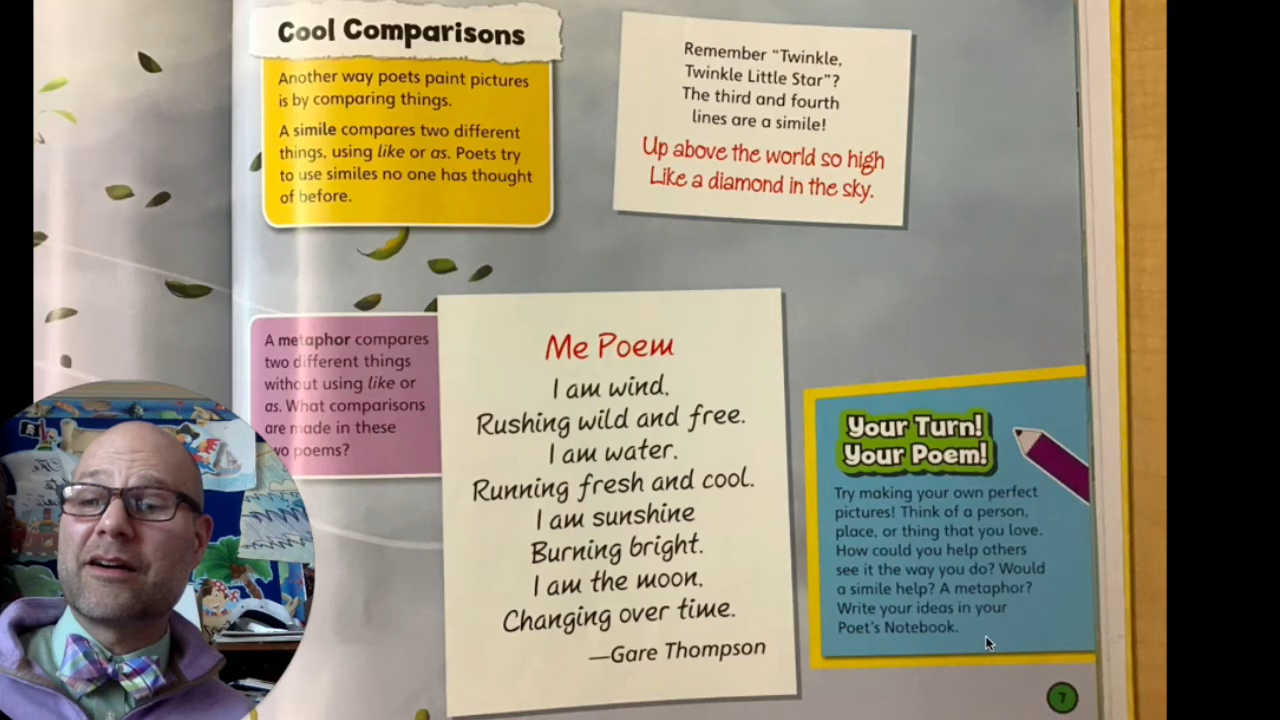 Cool Comparisons
Another way poets paint pictures
is by comparing things.
A simile compares two different
things, using like or as. Poets try
to use similes no one has thought
of before.
Remember "Twinkle,
Twinkle Little Star"?
The third and fourth
lines are a simile!
Up above the world so high
Like a diamond in the sky.
A metaphor compares
two different things
without using like or
as. What comparisons
are made in these
wo poems?
Me Poem
I am wind,
Rushing wild and free.
I am water.
Running fresh and cool.
I am sunshine
Burning bright.
I am the moon,
Changing over time.
—Gare Thompson
Your Turn!
Your Poem!
Try making your own perfect
pictures! Think of a person,
place, or thing that you love.
How could you help others
see it the way you do? Would
a simile help? A metaphor?
Write your ideas in your
Poet's Notebook.
7